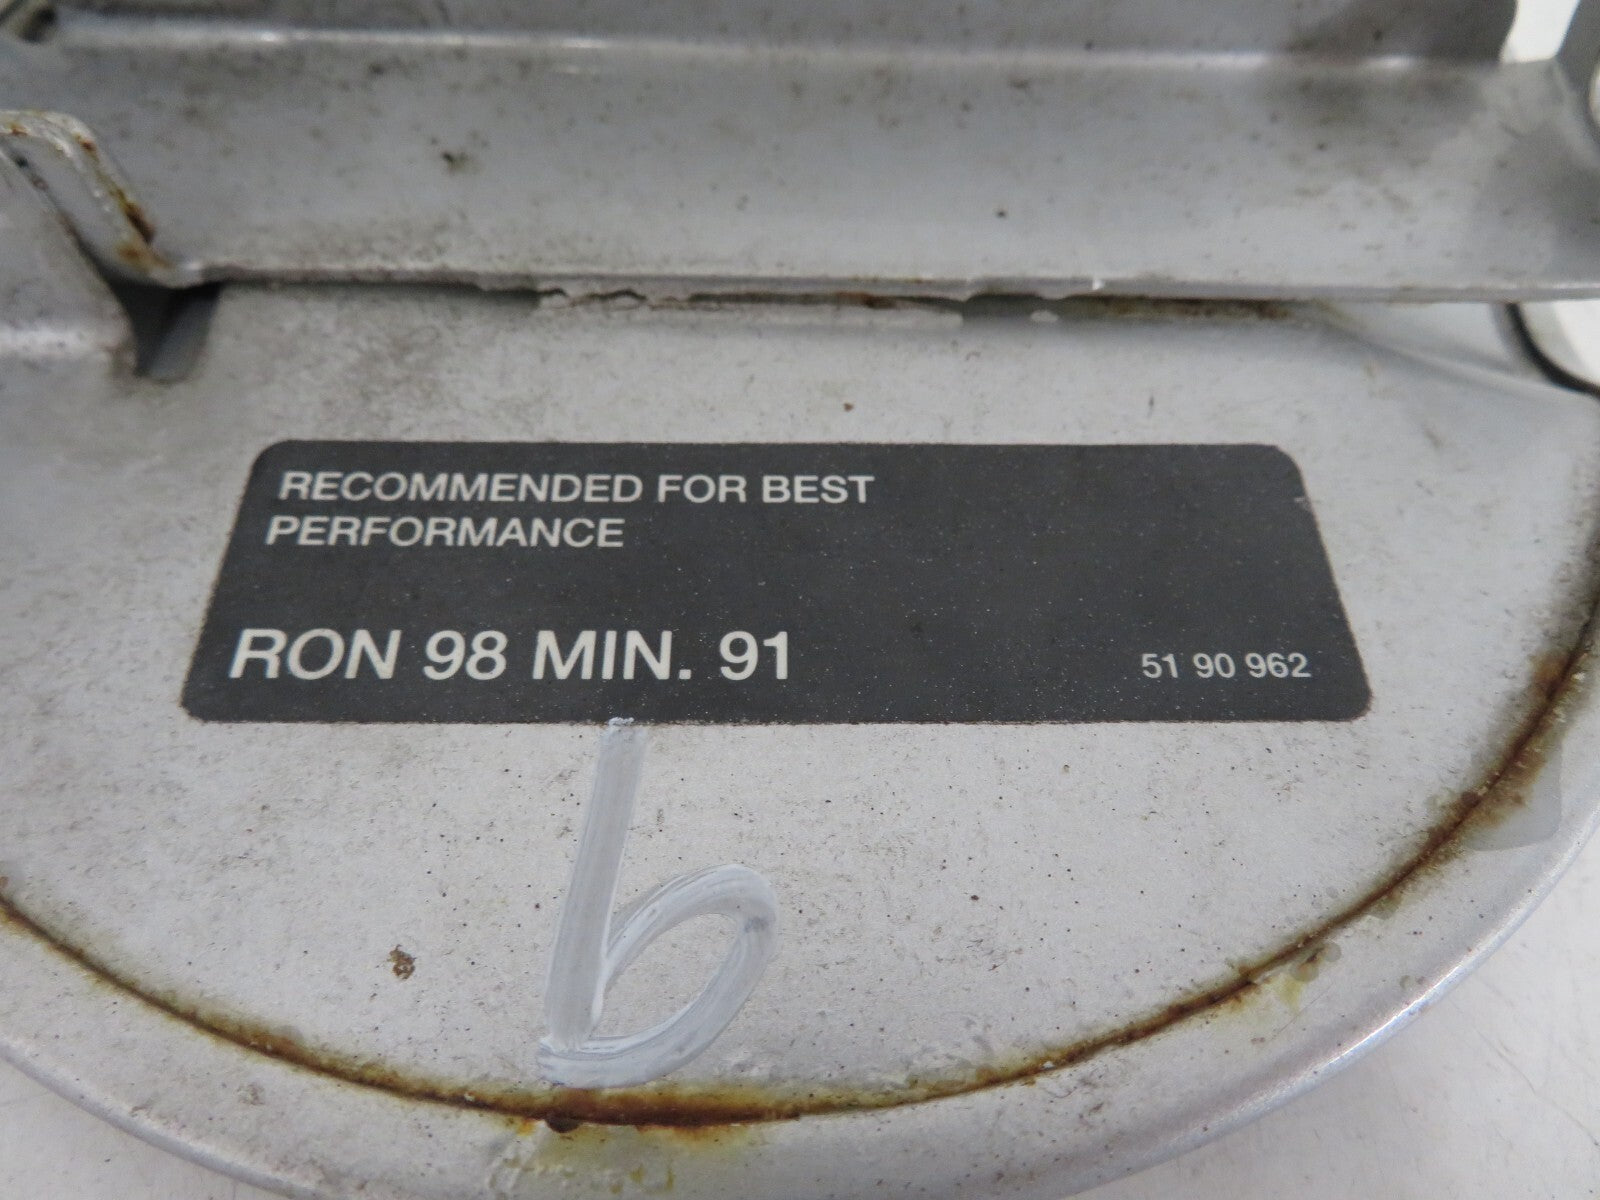 RECOMMENDED FOR BEST
PERFORMANCE
RON 98 MIN. 91
51 90 962
b